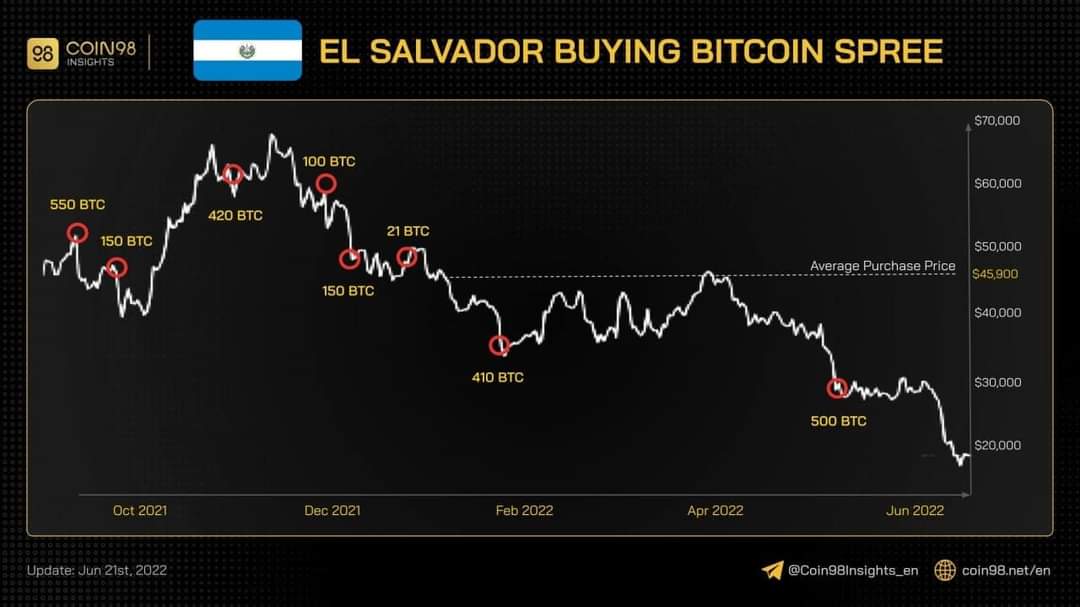 98 COIN98
INSIGHTS
EL SALVADOR BUYING BITCOIN SPREE
$70,000
100 BTC
$60,000
550 BTC
420 BTC
21 BTC
150 BTC
$50,000
Average Purchase Price
$45,900
150 BTC
$40,000
410 BTC
$30,000
500 BTC
$20,000
Oct 2021
Dec 2021
Feb 2022
Apr 2022
Jun 2022
Update: Jun 21st, 2022
@Coin98Insights_en
coin98.net/en